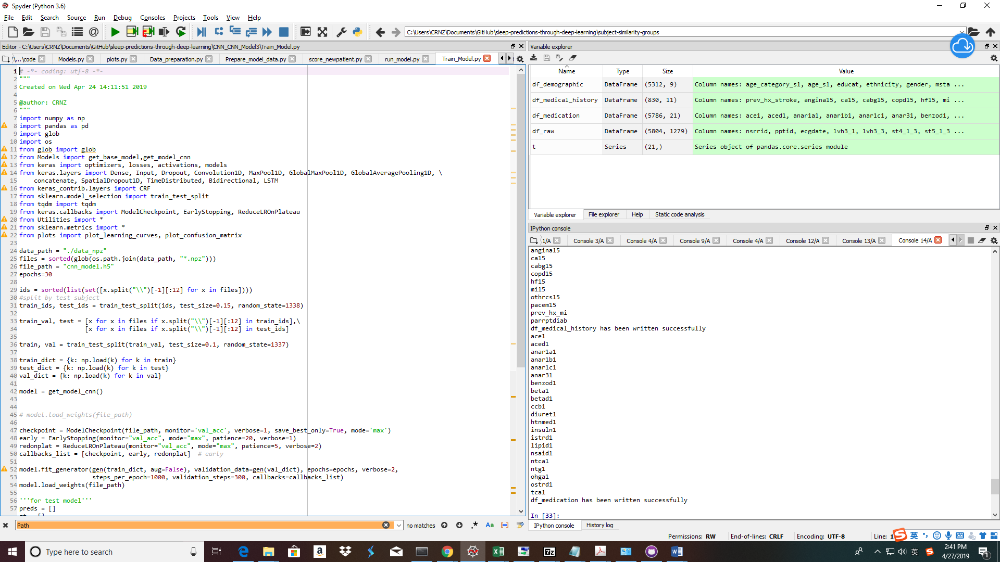 Spyder (Python 3.6)
File Edit Search Source Run Debug Consoles Projects Tools View Help
C:\Users\CRNZ\Documents\GitHub\sleep-predictions-through-deep-learning\subject-similarity-groups
Editor - C:\Users\CRNZ\Documents\GitHub\sleep-predictions-through-deep-learning\CNN_CNN_Model3\Train_Model.py
\...\code Models.py plots.py Data_preparation.py Prepare_model_data.py score_newpatient.py run_model.py Train_Model.py
1 # -*- coding: utf-8 -*-
2 """
3 Created on Wed Apr 24 14:11:51 2019
4
5 @author: CRNZ
6 """
7 import numpy as np
8 import pandas as pd
9 import glob
10 import os
11 from glob import glob
12 from Models import get_base_model,get_model_cnn
13 from keras import optimizers, losses, activations, models
14 from keras.layers import Dense, Input, Dropout, Convolution1D, MaxPool1D, GlobalMaxPool1D, GlobalAveragePooling1D, \
15 concatenate, SpatialDropout1D, TimeDistributed, Bidirectional, LSTM
16 from keras_contrib.layers import CRF
17 from sklearn.model_selection import train_test_split
18 from tqdm import tqdm
19 from keras.callbacks import ModelCheckpoint, EarlyStopping, ReduceLROnPlateau
20 from Utilities import *
21 from sklearn.metrics import *
22 from plots import plot_learning_curves, plot_confusion_matrix
23
24 data_path = "./data_npz"
25 files = sorted(glob(os.path.join(data_path, "*.npz")))
26 file_path = "cnn_model.h5"
27 epochs=30
28
29 ids = sorted(list(set([x.split("\\")[-1][:12] for x in files])))
30 #split by test subject
31 train_ids, test_ids = train_test_split(ids, test_size=0.15, random_state=1338)
32
33 train_val, test = [x for x in files if x.split("\\")[-1][:12] in train_ids],\
34 [x for x in files if x.split("\\")[-1][:12] in test_ids]
35
36 train, val = train_test_split(train_val, test_size=0.1, random_state=1337)
37
38 train_dict = {k: np.load(k) for k in train}
39 test_dict = {k: np.load(k) for k in test}
40 val_dict = {k: np.load(k) for k in val}
41
42 model = get_model_cnn()
43
44
45 # model.load_weights(file_path)
46
47 checkpoint = ModelCheckpoint(file_path, monitor='val_acc', verbose=1, save_best_only=True, mode='max')
48 early = EarlyStopping(monitor="val_acc", mode="max", patience=20, verbose=1)
49 redonplat = ReduceLROnPlateau(monitor="val_acc", mode="max", patience=5, verbose=2)
50 callbacks_list = [checkpoint, early, redonplat] # early
51
52 model.fit_generator(gen(train_dict, aug=False), validation_data=gen(val_dict), epochs=epochs, verbose=2,
53 steps_per_epoch=1000, validation_steps=300, callbacks=callbacks_list)
54 model.load_weights(file_path)
55
56 '''for test model'''
57 preds = []
Path no matches .* Aa
Variable explorer
Name Type Size Value
df_demographic DataFrame (5312, 9) Column names: age_category_s1, age_s1, educat, ethnicity, gender, msta ...
df_medical_history DataFrame (830, 11) Column names: prev_hx_stroke, angina15, ca15, cabg15, copd15, hf15, mi ...
df_medication DataFrame (5786, 21) Column names: ace1, aced1, anar1a1, anar1b1, anar1c1, anar31, benzod1, ...
df_raw DataFrame (5804, 1279) Column names: nsrrid, pptid, ecgdate, lvh3_1, lvh3_3, st4_1_3, st5_1_3 ...
t Series (21,) Series object of pandas.core.series module
Variable explorer File explorer Help Static code analysis
IPython console
1/A Console 3/A Console 4/A Console 9/A Console 4/A Console 12/A Console 13/A Console 14/A
angina15
ca15
cabg15
copd15
hf15
mi15
othrcs15
pacem15
prev_hx_mi
parrptdiab
df_medical_history has been written successfully
ace1
aced1
anar1a1
anar1b1
anar1c1
anar31
benzod1
beta1
betad1
ccb1
diuret1
htnmed1
insuln1
istrd1
lipid1
nsaid1
ntca1
ntg1
ohga1
ostrd1
tca1
df_medication has been written successfully
In [33]:
IPython console History log
Permissions: RW End-of-lines: CRLF Encoding: UTF-8 Line: 1
英
Type here to search
7z
英
2:41 PM
4/27/2019
1